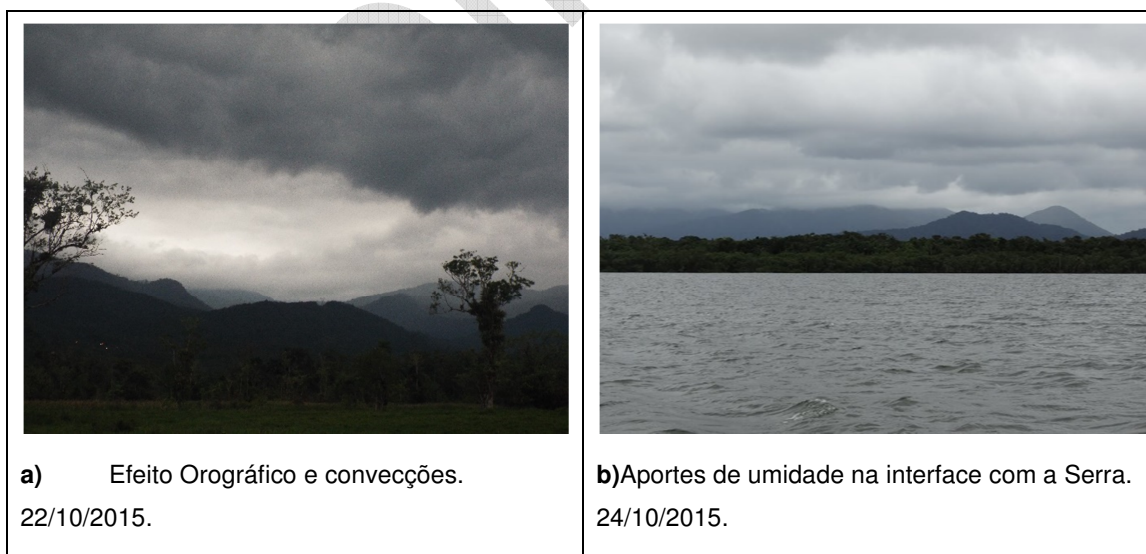 a) Efeito Orográfico e convecções.
22/10/2015.
b)Aportes de umidade na interface com a Serra.
24/10/2015.